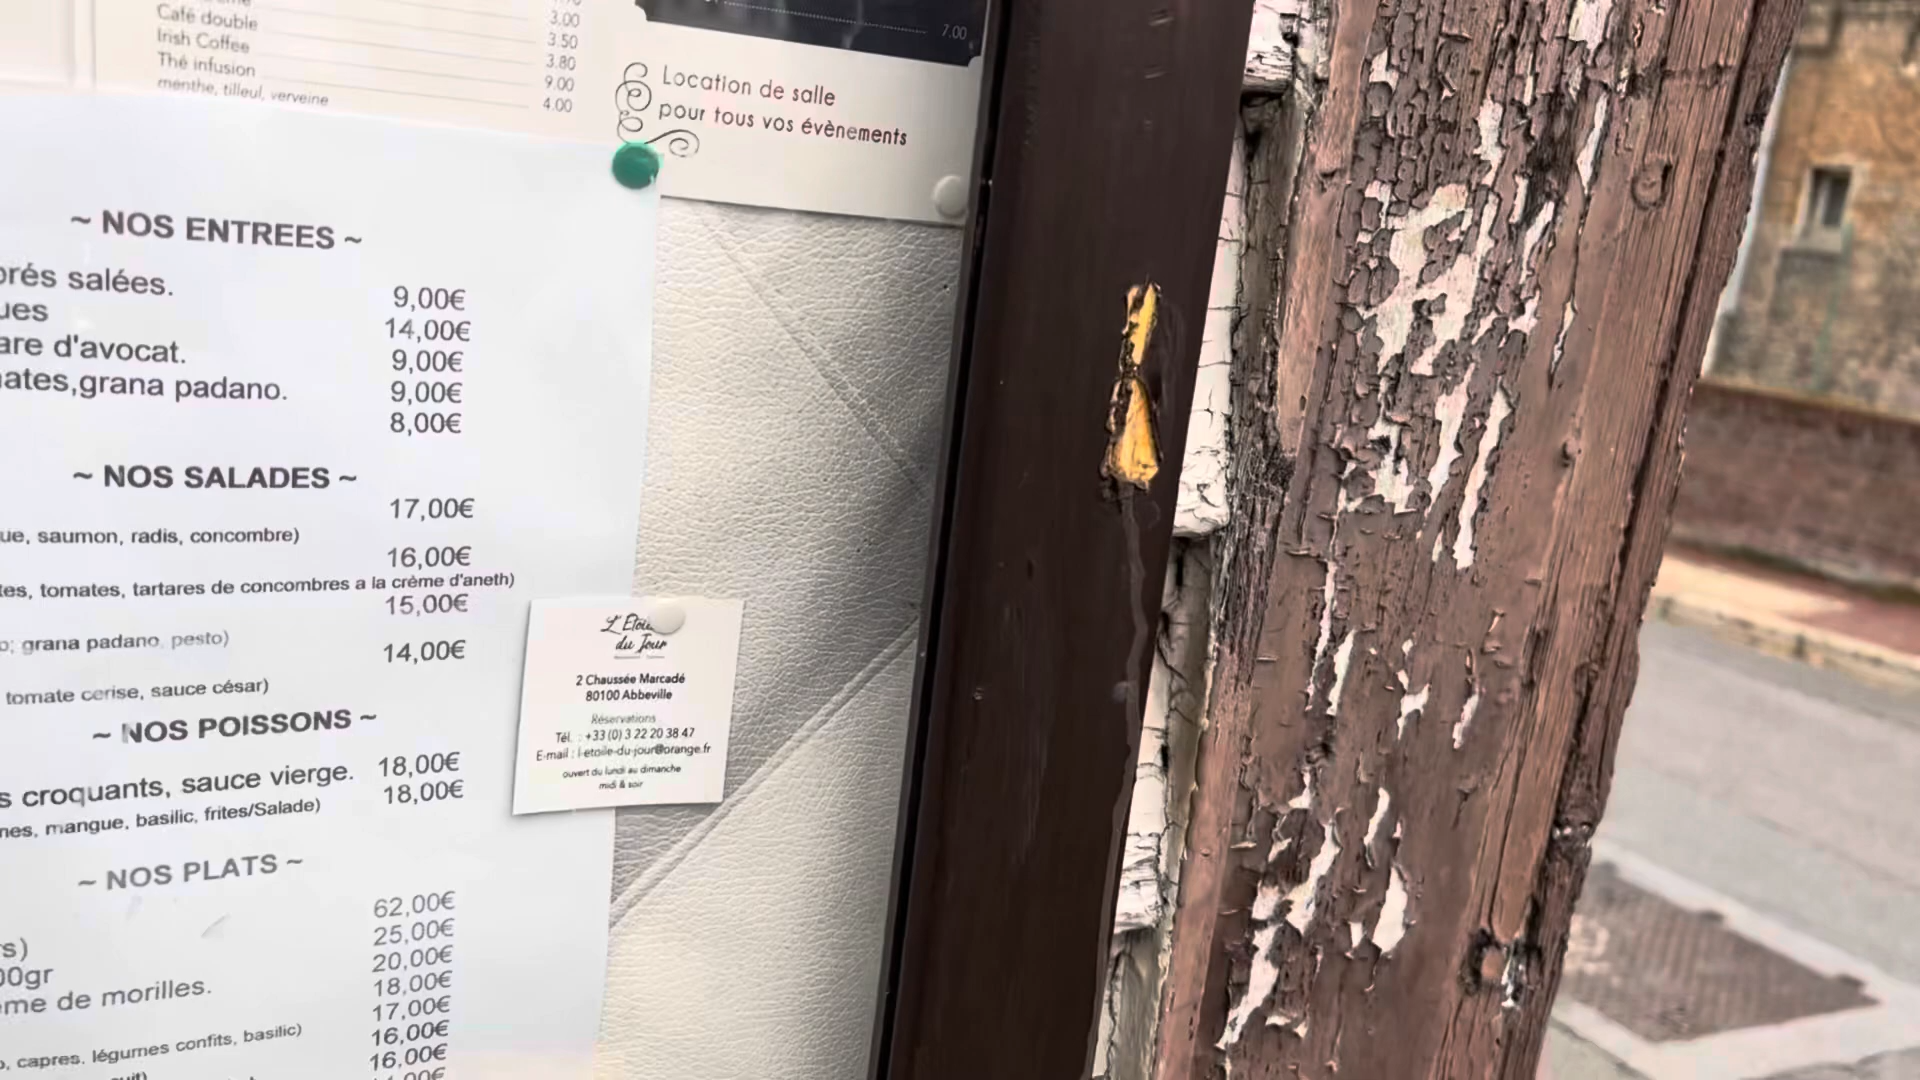 3.00
Café double 3.50
Irish Coffee 3.80
Thé infusion 9.00
menthe, tilleul, verveine 4.00
7.00
Location de salle
pour tous vos évènements
~ NOS ENTREES ~
prés salées. 9,00€
ues 14,00€
are d'avocat. 9,00€
ates,grana padano. 9,00€
8,00€
~ NOS SALADES ~
17,00€
ue, saumon, radis, concombre)
16,00€
tes, tomates, tartares de concombres a la crème d'aneth)
15,00€
o; grana padano, pesto)
14,00€
tomate cerise, sauce césar)
~ NOS POISSONS ~
s croquants, sauce vierge. 18,00€
18,00€
nes, mangue, basilic, frites/Salade)
~ NOS PLATS ~
62,00€
s) 25,00€
00gr 20,00€
me de morilles. 18,00€
17,00€
, capres, légumes confits, basilic) 16,00€
16,00€
L'Etoile
du Jour
2 Chaussée Marcadé
80100 Abbeville
Réservations
Tél. : +33 (0) 3 22 20 38 47
E-mail : l-etoile-du-jour@orange.fr
ouvert du lundi au dimanche
midi & soir